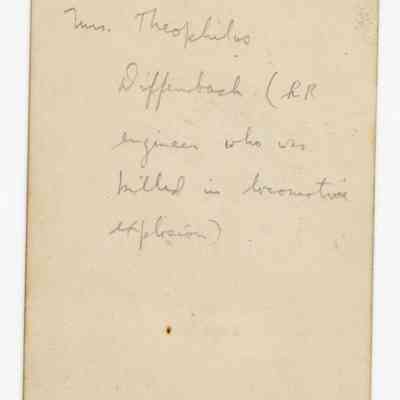 Mrs. Theophilus
Diffenbach (RR
engineer who was
killed in locomotive
explosion)